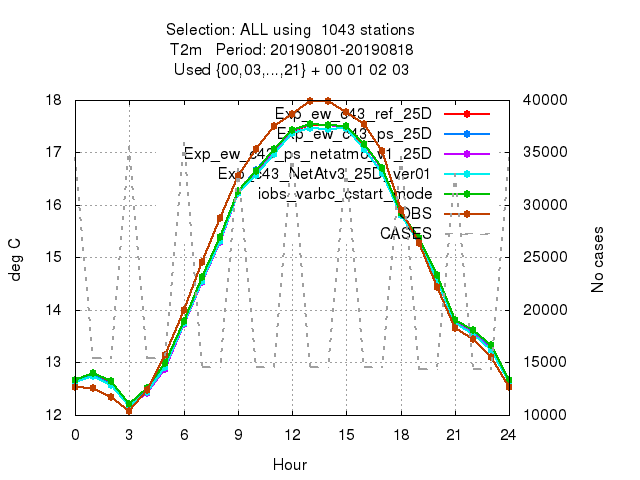 Selection: ALL using  1043 stations
T2m   Period: 20190801-20190818
Used {00,03,...,21} + 00 01 02 03
18
17
16
15
14
13
12
deg C
Exp_ew_c43_ref_25D
Exp_ew_c43_ps_25D
Exp_ew_c43_ps_netatmov1_25D
Exp_c43_NetAtv3_25D_ver01
iobs_varbc_cstart_mode
OBS
CASES
40000
35000
30000
25000
20000
15000
10000
No cases
0 3 6 9 12 15 18 21 24
Hour